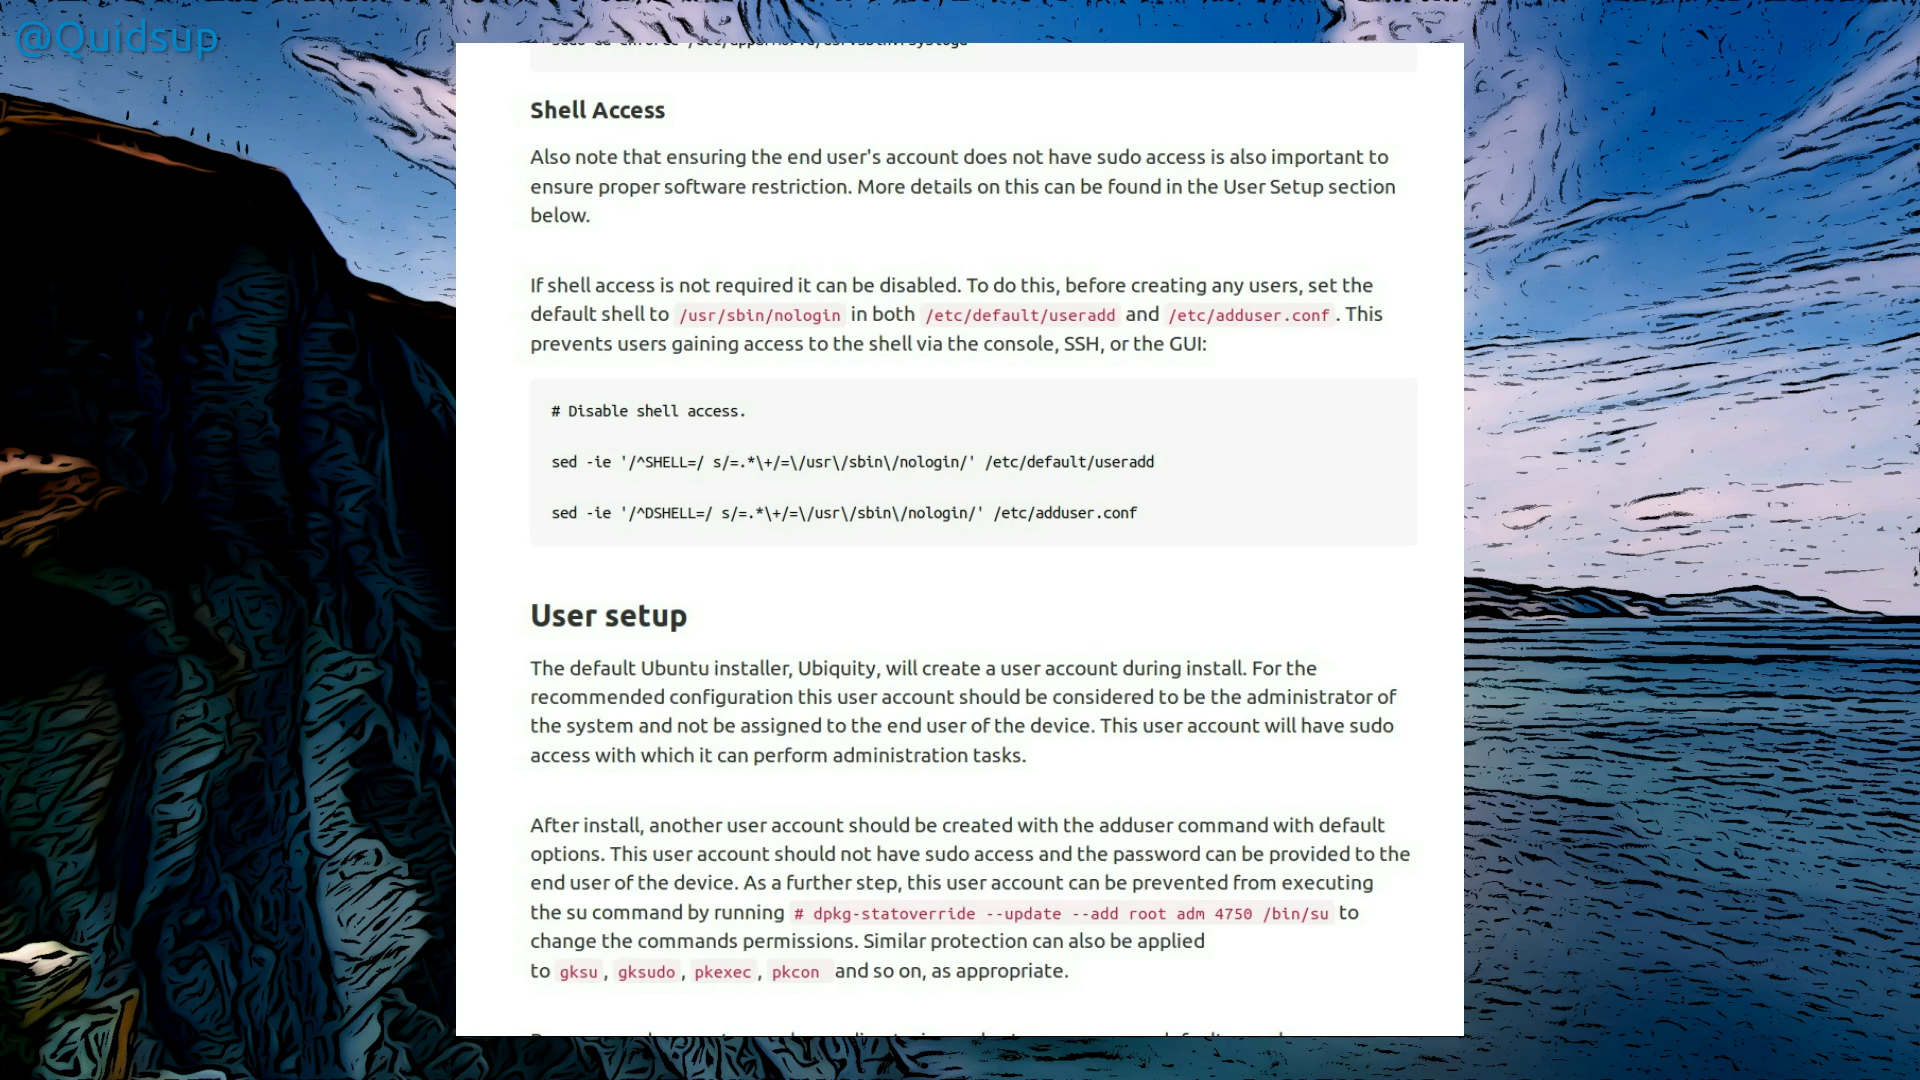 @Quidsup
Shell Access
Also note that ensuring the end user's account does not have sudo access is also important to
ensure proper software restriction. More details on this can be found in the User Setup section
below.
If shell access is not required it can be disabled. To do this, before creating any users, set the
default shell to /usr/sbin/nologin in both /etc/default/useradd and /etc/adduser.conf. This
prevents users gaining access to the shell via the console, SSH, or the GUI:
# Disable shell access.
sed -ie '/^SHELL=/ s/=.*\+/=\/usr\/sbin\/nologin/' /etc/default/useradd
sed -ie '/^DSHELL=/ s/=.*\+/=\/usr\/sbin\/nologin/' /etc/adduser.conf
User setup
The default Ubuntu installer, Ubiquity, will create a user account during install. For the
recommended configuration this user account should be considered to be the administrator of
the system and not be assigned to the end user of the device. This user account will have sudo
access with which it can perform administration tasks.
After install, another user account should be created with the adduser command with default
options. This user account should not have sudo access and the password can be provided to the
end user of the device. As a further step, this user account can be prevented from executing
the su command by running # dpkg-statoverride --update --add root adm 4750 /bin/su to
change the commands permissions. Similar protection can also be applied
to gksu, gksudo, pkexec, pkcon and so on, as appropriate.